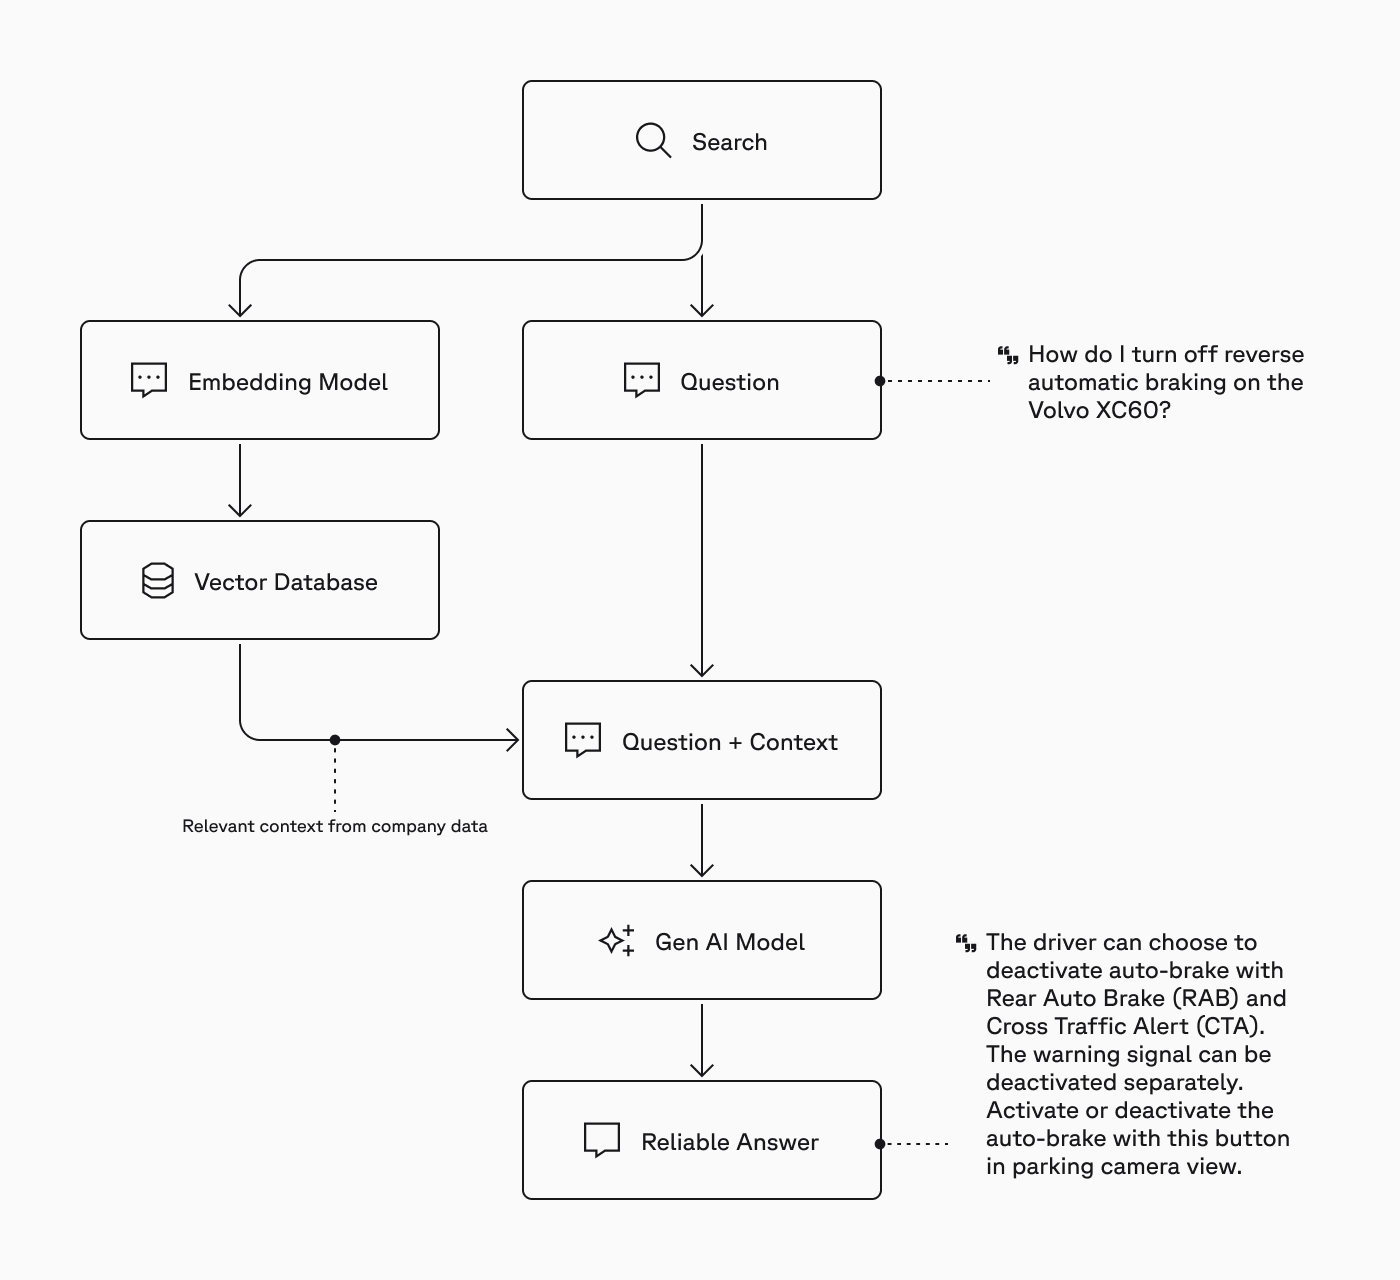 Search
Embedding Model
Question
How do I turn off reverse
automatic braking on the
Volvo XC60?
Vector Database
Question + Context
Relevant context from company data
Gen AI Model
The driver can choose to
deactivate auto-brake with
Rear Auto Brake (RAB) and
Cross Traffic Alert (CTA).
The warning signal can be
deactivated separately.
Activate or deactivate the
auto-brake with this button
in parking camera view.
Reliable Answer